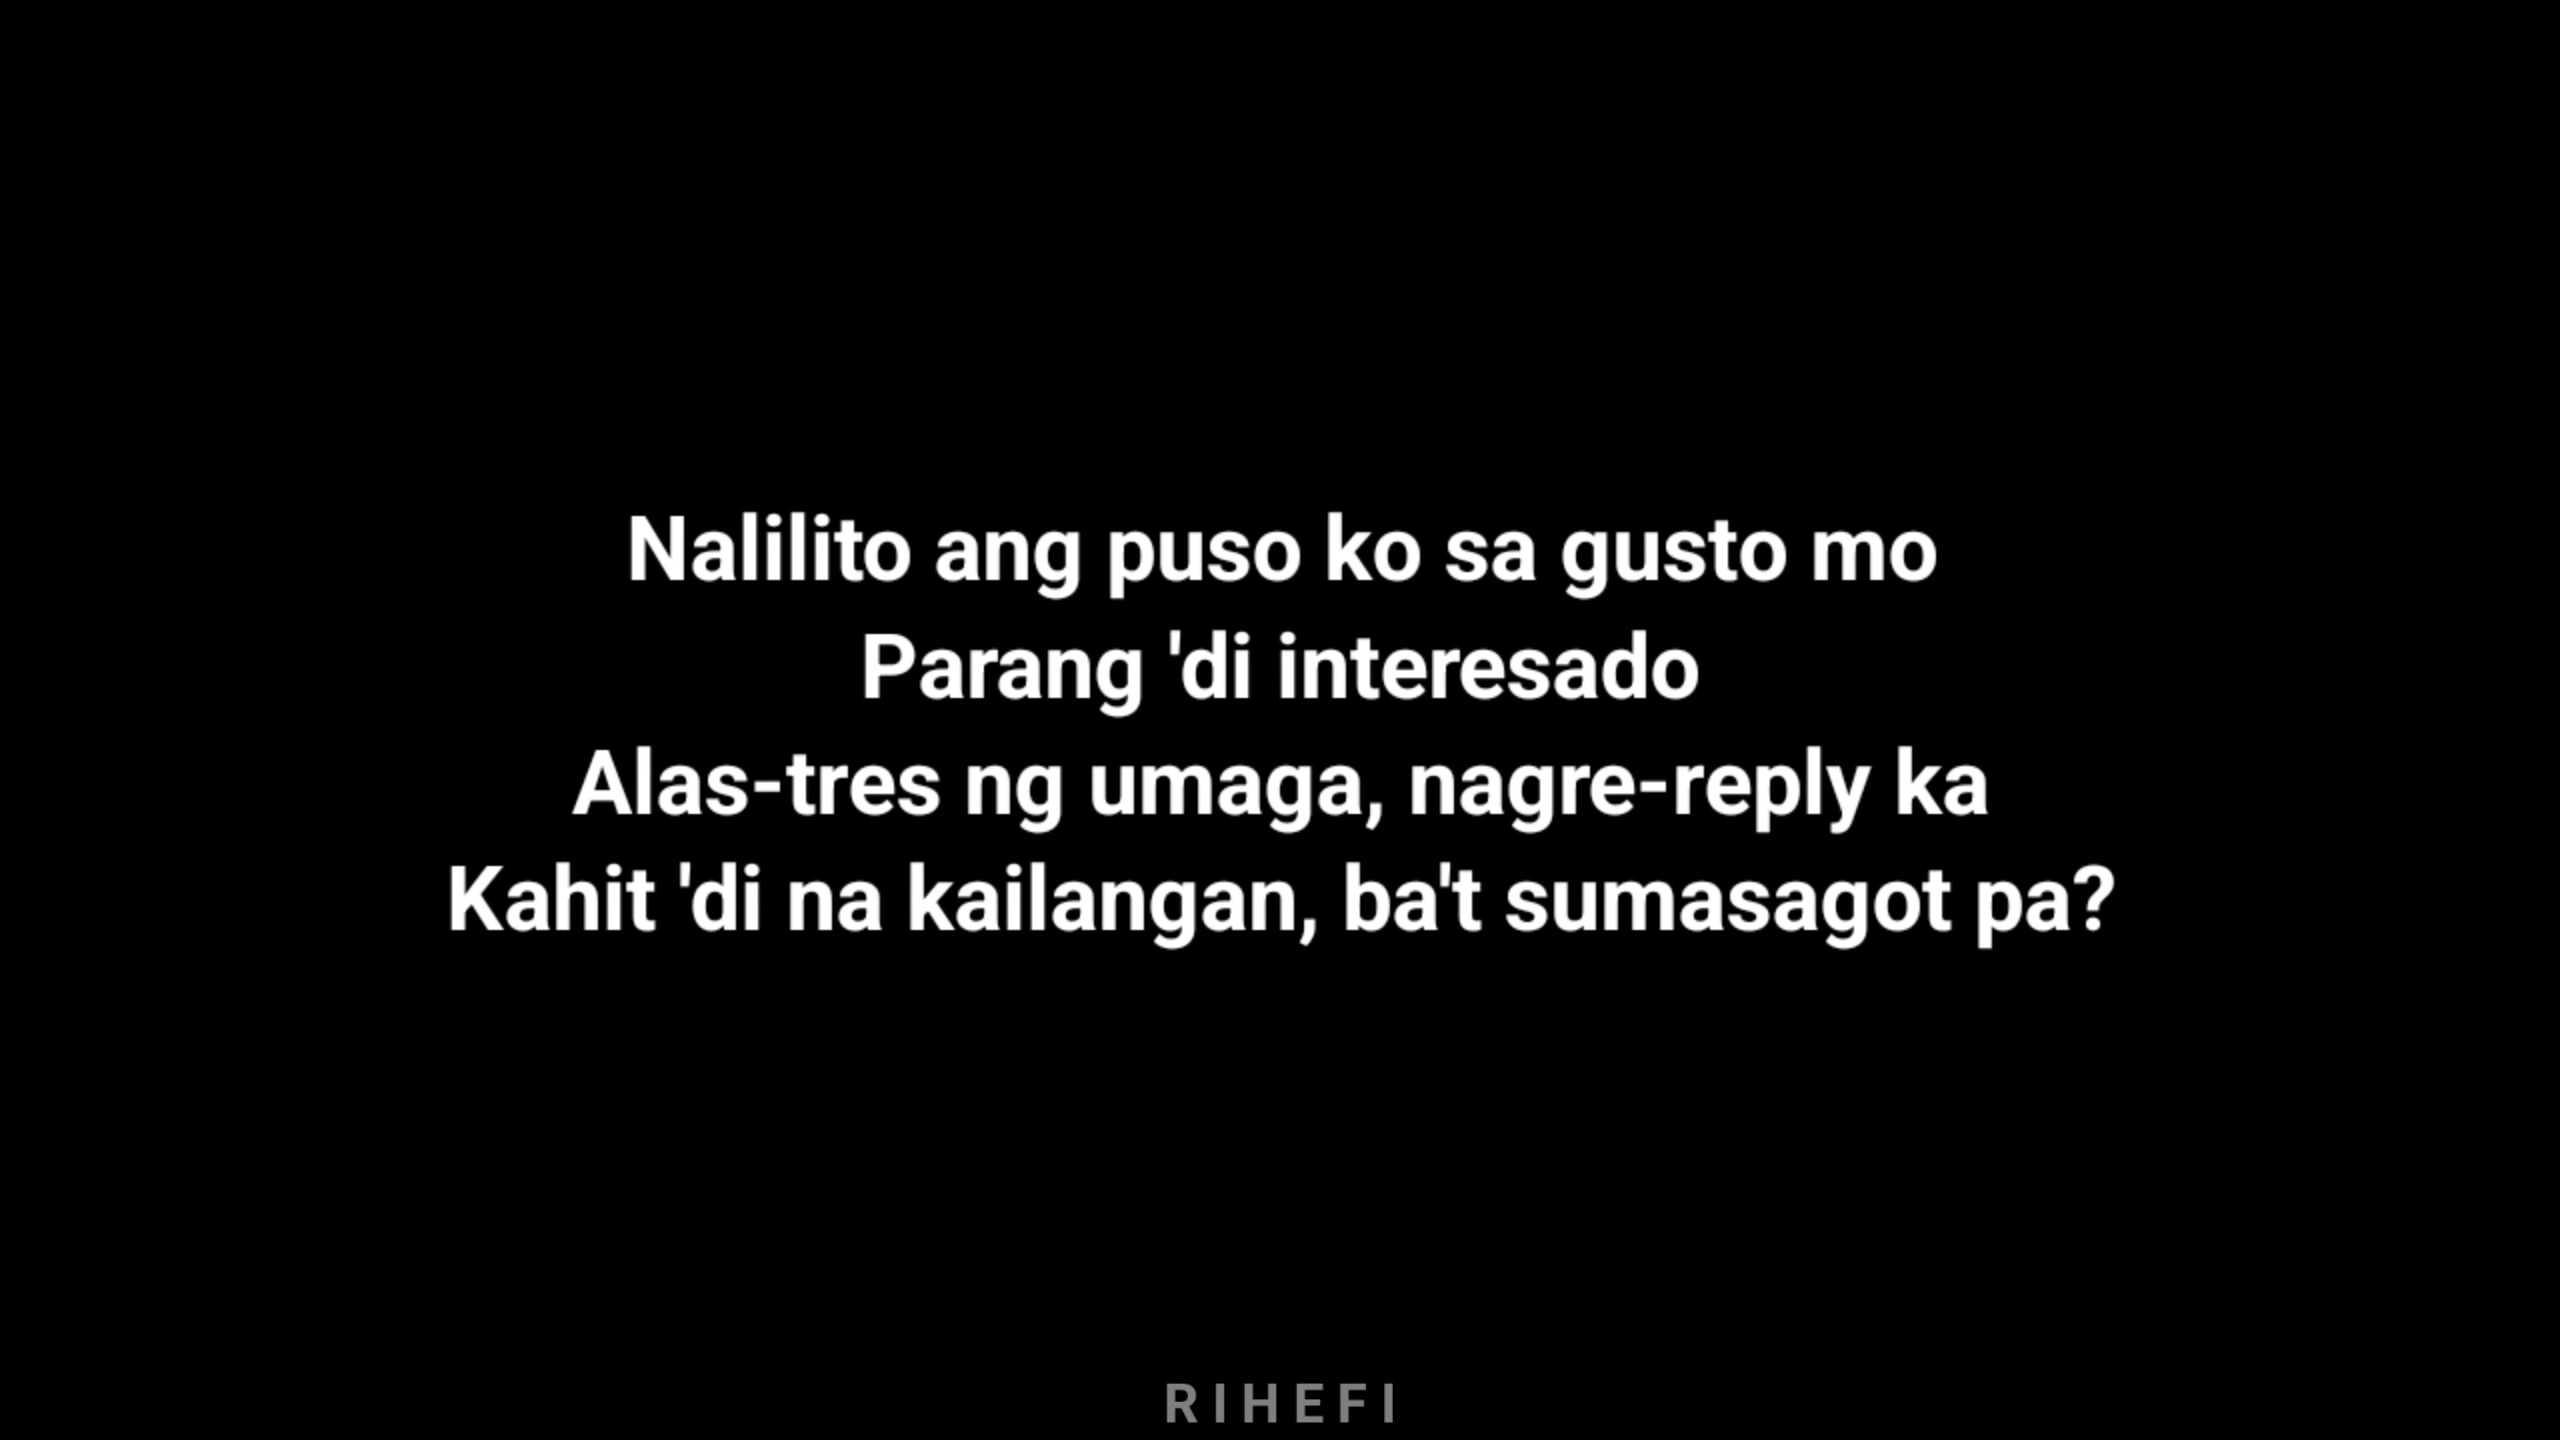 Nalilito ang puso ko sa gusto mo
Parang 'di interesado
Alas-tres ng umaga, nagre-reply ka
Kahit 'di na kailangan, ba't sumasagot pa?
RIHEFI